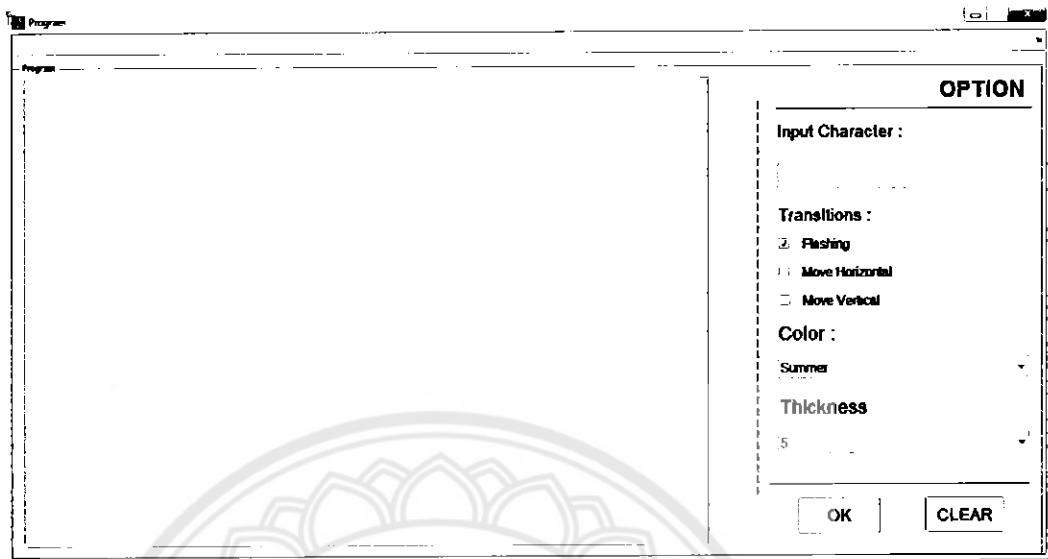 Program
Program
OPTION
Input Character :
Transitions :
Flashing
Move Horizontal
Move Vertical
Color :
Summer
Thickness
5
OK
CLEAR